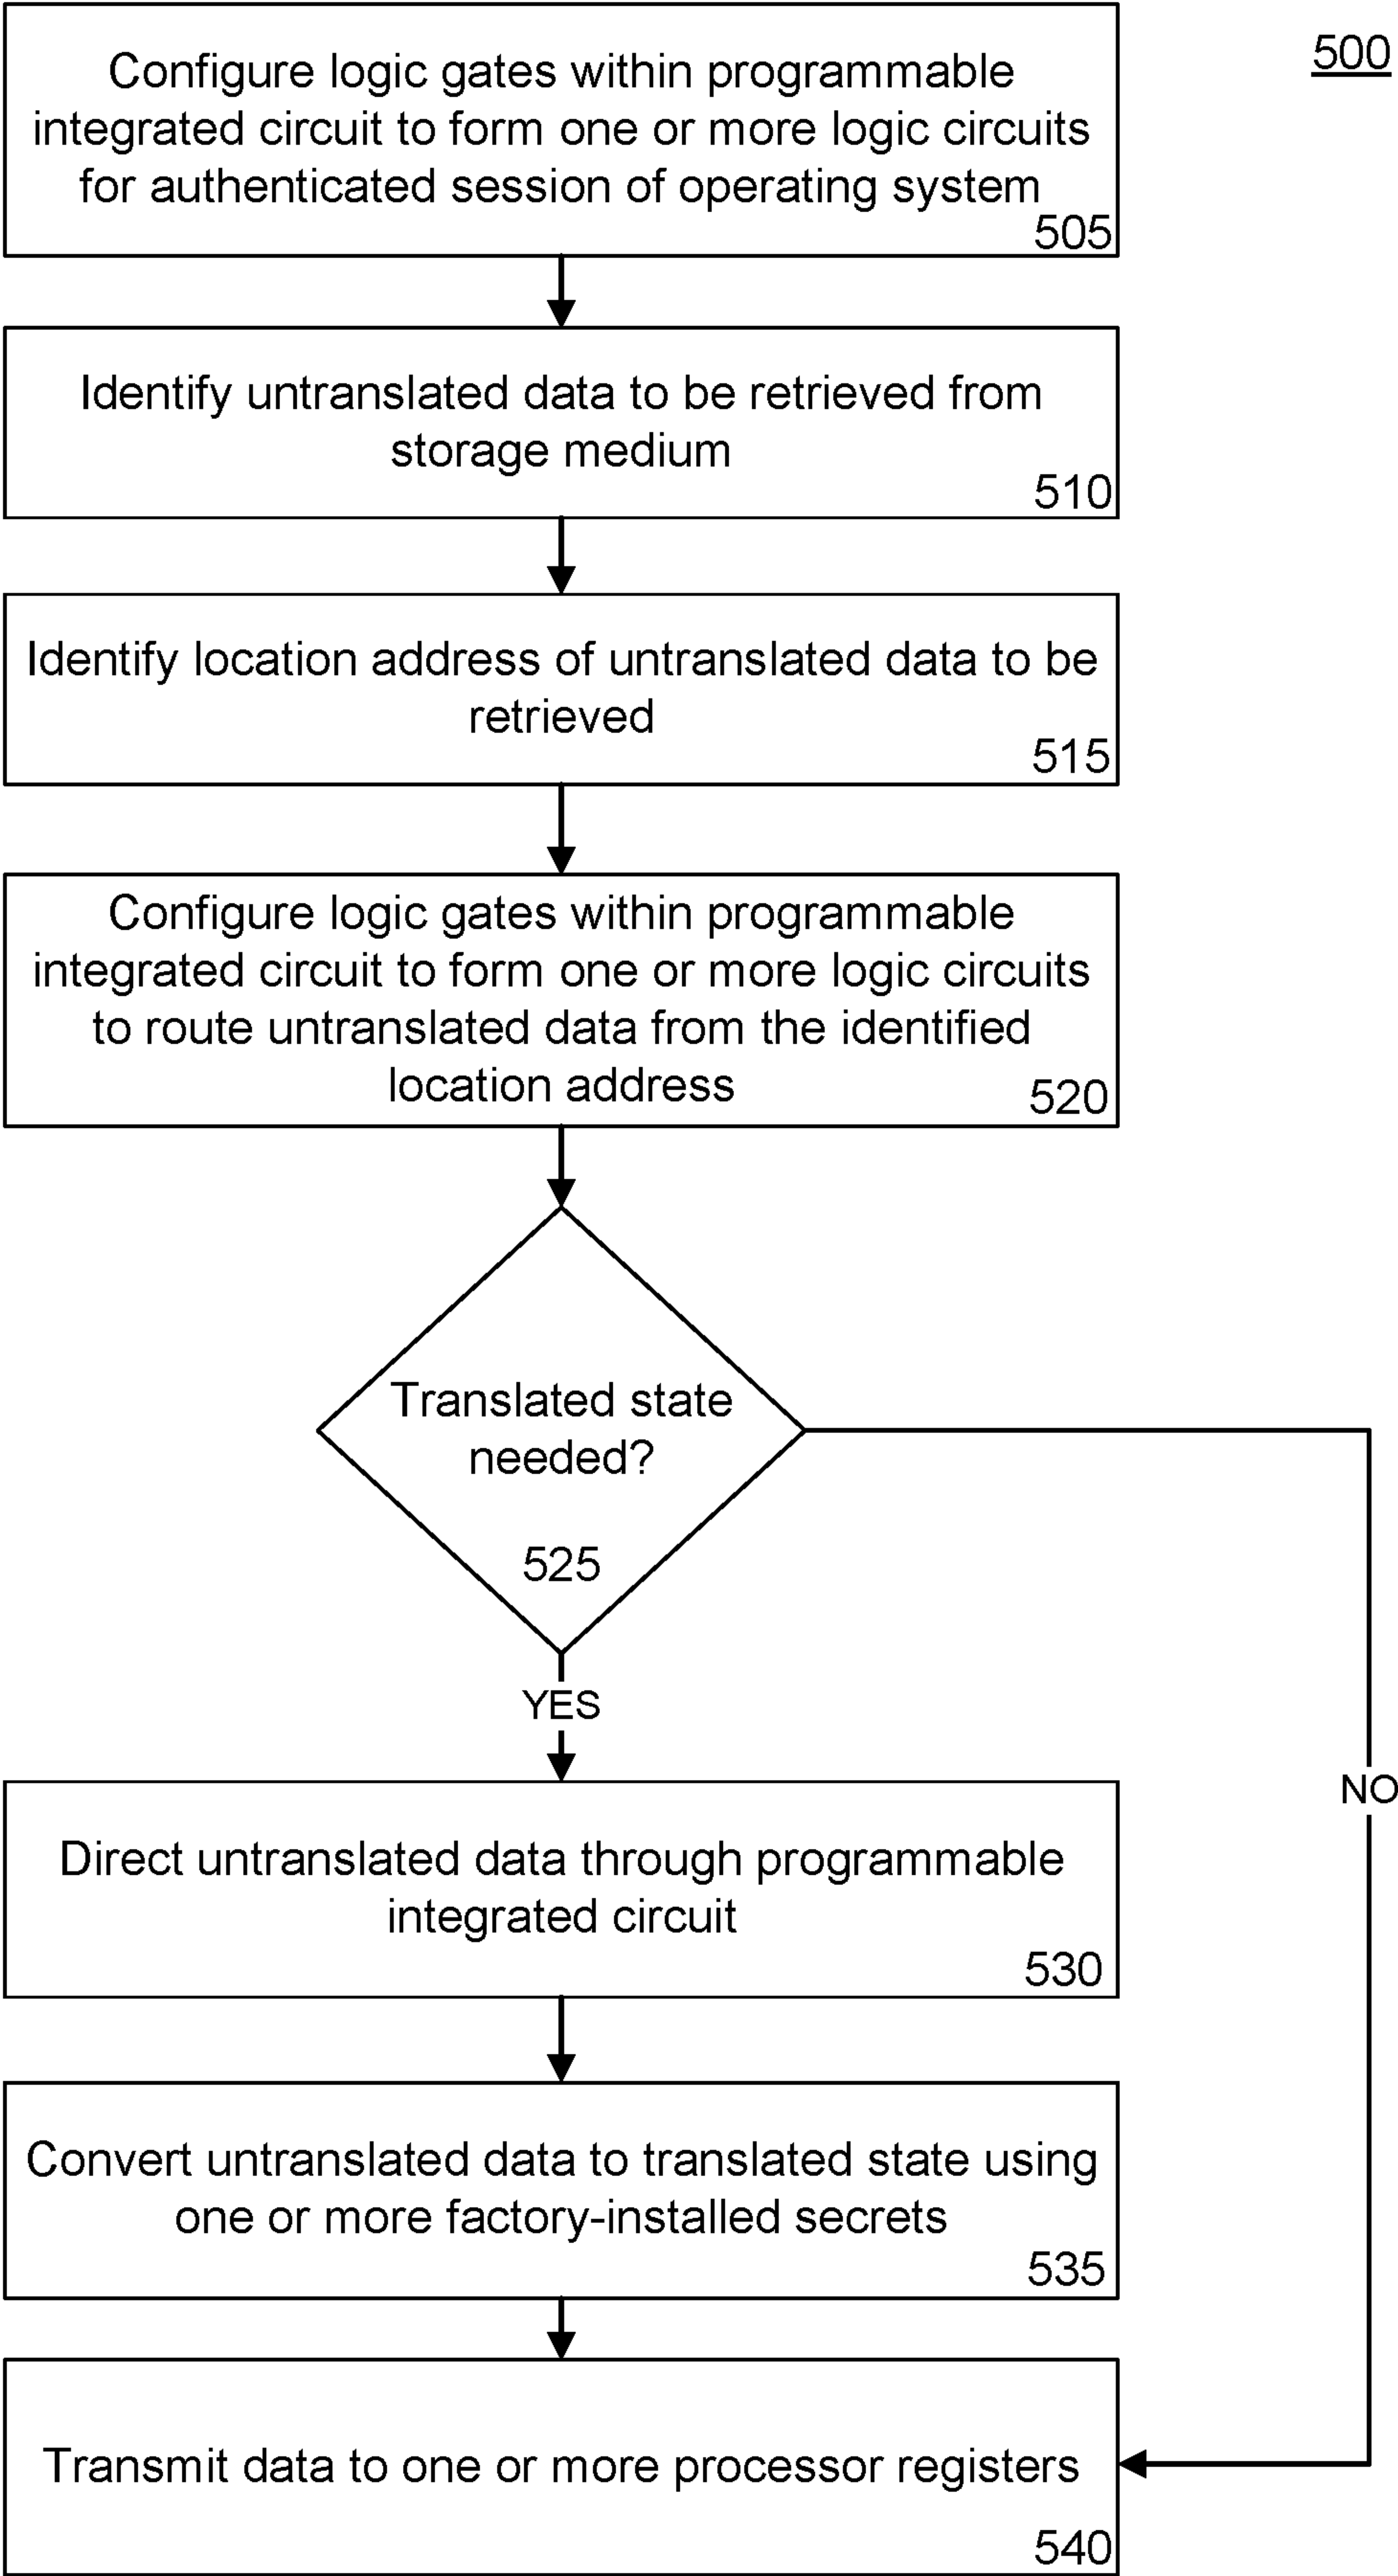 500
Configure logic gates within programmable
integrated circuit to form one or more logic circuits
for authenticated session of operating system
505
Identify untranslated data to be retrieved from
storage medium
510
Identify location address of untranslated data to be
retrieved
515
Configure logic gates within programmable
integrated circuit to form one or more logic circuits
to route untranslated data from the identified
location address
520
Translated state
needed?
525
YES
NO
Direct untranslated data through programmable
integrated circuit
530
Convert untranslated data to translated state using
one or more factory-installed secrets
535
Transmit data to one or more processor registers
540